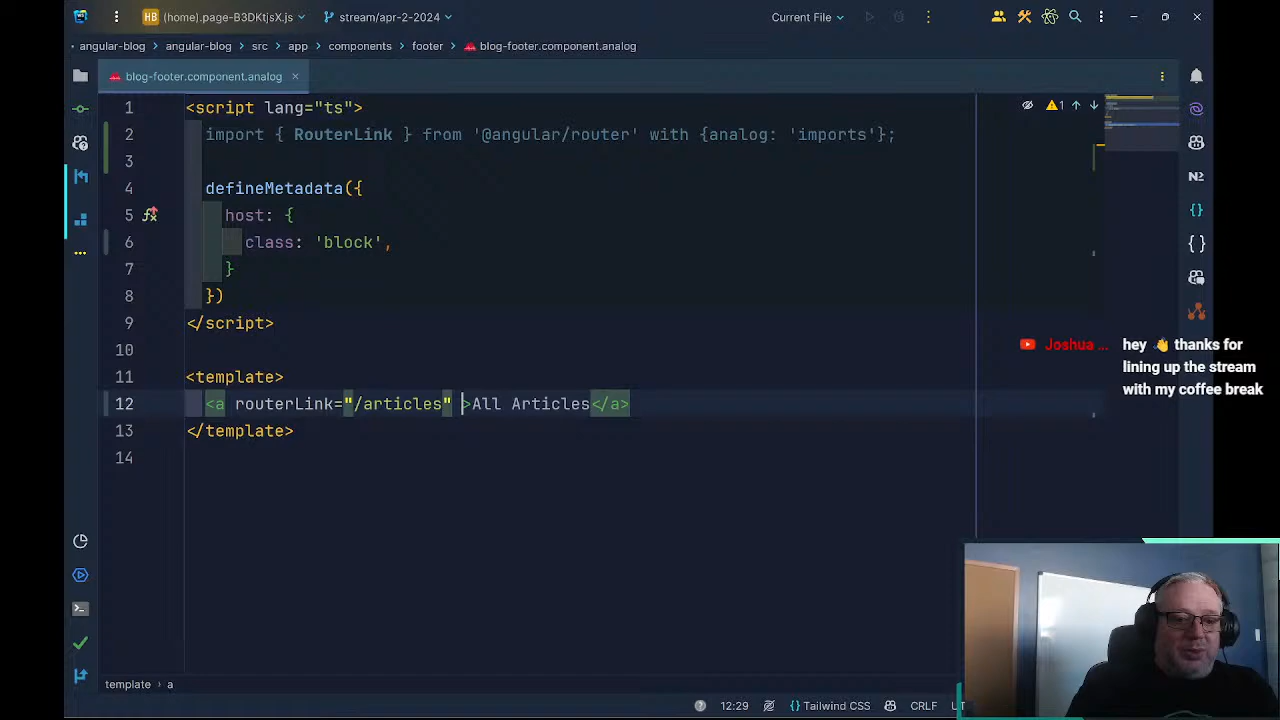 HB (home).page-B3DKtjsX.js
stream/apr-2-2024
Current File
angular-blog > angular-blog > src > app > components > footer > blog-footer.component.analog
blog-footer.component.analog
1 <script lang="ts">
2 import { RouterLink } from '@angular/router' with {analog: 'imports'};
3
4 defineMetadata({
5 host: {
6 class: 'block',
7 }
8 })
9 </script>
10
11 <template>
12 <a routerLink="/articles" >All Articles</a>
13 </template>
14
1
N2
Joshua ... hey 👋 thanks for
lining up the stream
with my coffee break
template > a
12:29
Tailwind CSS
CRLF